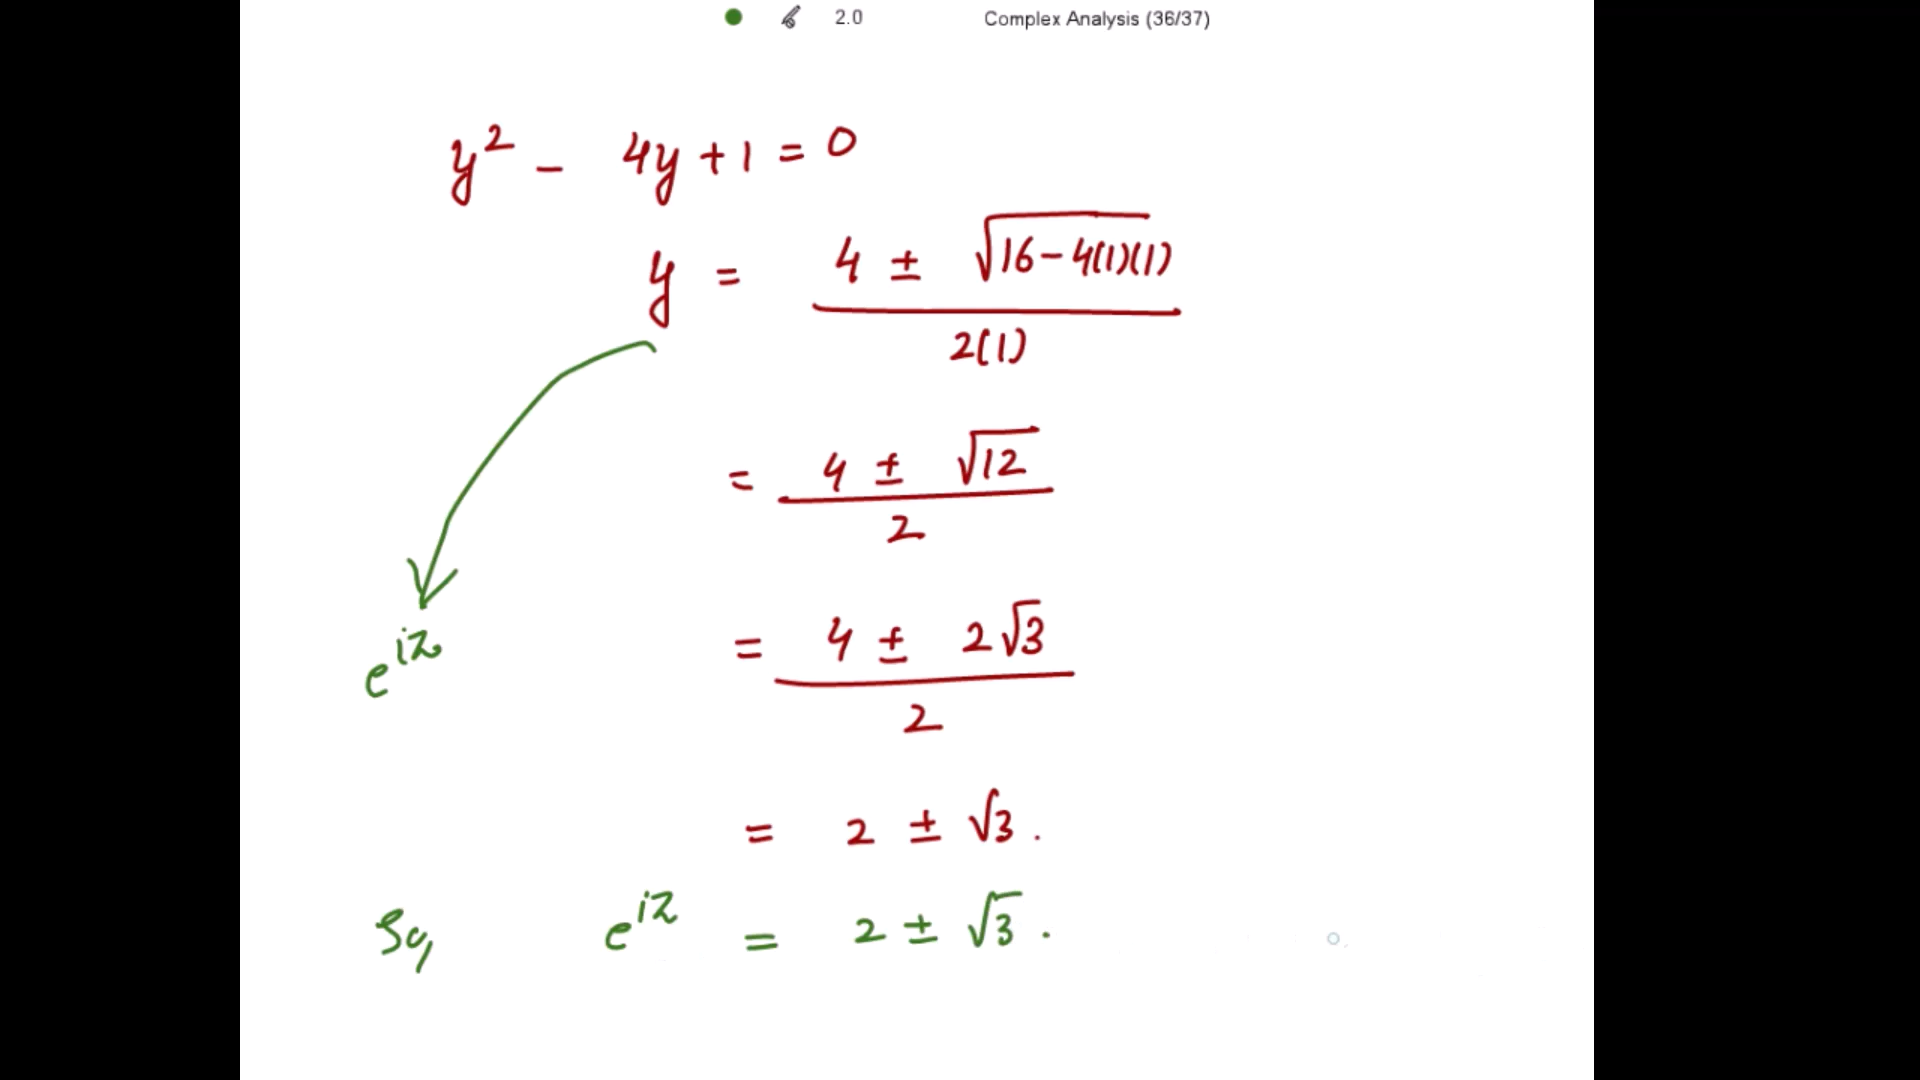 2.0 Complex Analysis (36/37)
y² - 4y + 1 = 0
y = (4 ± √(16 - 4(1)(1))) / 2(1)
= (4 ± √12) / 2
e^{iz}
= (4 ± 2√3) / 2
= 2 ± √3.
So, e^{iz} = 2 ± √3.